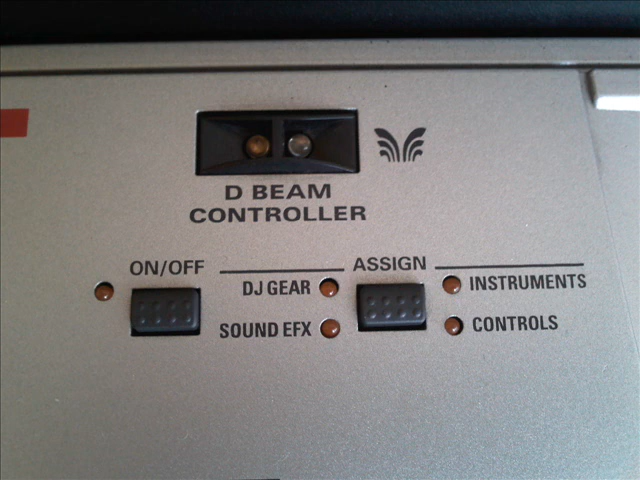 D BEAM
CONTROLLER
ON/OFF
ASSIGN
DJ GEAR
INSTRUMENTS
SOUND EFX
CONTROLS